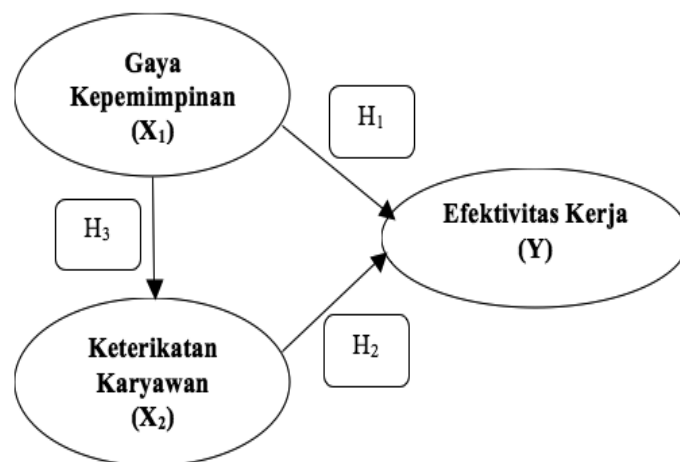 Gaya
Kepemimpinan
(X₁)
H₁
H₃
Efektivitas Kerja
(Y)
H₂
Keterikatan
Karyawan
(X₂)